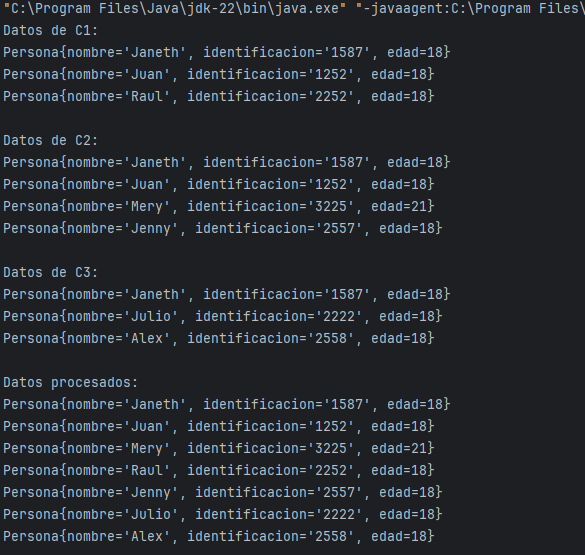 "C:\Program Files\Java\jdk-22\bin\java.exe" "-javaagent:C:\Program Files\
Datos de C1:
Persona{nombre='Janeth', identificacion='1587', edad=18}
Persona{nombre='Juan', identificacion='1252', edad=18}
Persona{nombre='Raul', identificacion='2252', edad=18}

Datos de C2:
Persona{nombre='Janeth', identificacion='1587', edad=18}
Persona{nombre='Juan', identificacion='1252', edad=18}
Persona{nombre='Mery', identificacion='3225', edad=21}
Persona{nombre='Jenny', identificacion='2557', edad=18}

Datos de C3:
Persona{nombre='Janeth', identificacion='1587', edad=18}
Persona{nombre='Julio', identificacion='2222', edad=18}
Persona{nombre='Alex', identificacion='2558', edad=18}

Datos procesados:
Persona{nombre='Janeth', identificacion='1587', edad=18}
Persona{nombre='Juan', identificacion='1252', edad=18}
Persona{nombre='Mery', identificacion='3225', edad=21}
Persona{nombre='Raul', identificacion='2252', edad=18}
Persona{nombre='Jenny', identificacion='2557', edad=18}
Persona{nombre='Julio', identificacion='2222', edad=18}
Persona{nombre='Alex', identificacion='2558', edad=18}